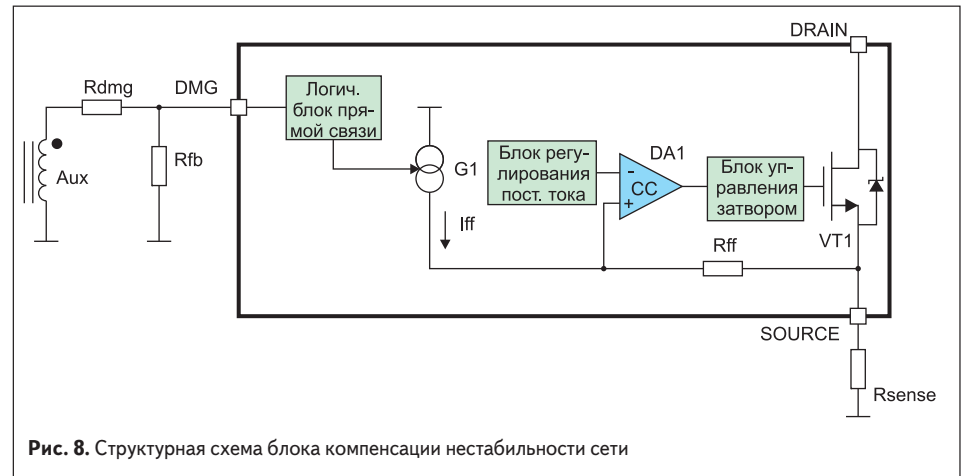 DRAIN
Rdmg
DMG
Логич.
блок пря-
мой связи
Rfb
Aux
G1
Iff
Блок регу-
лирования
пост. тока
DA1
-
CC
+
Блок уп-
равления
затвором
VT1
Rff
SOURCE
Rsense
Рис. 8. Структурная схема блока компенсации нестабильности сети